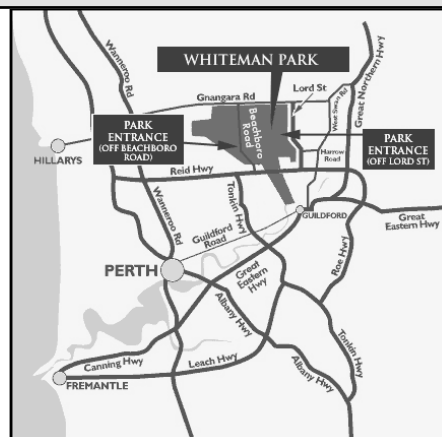 Wanneroo Rd
WHITEMAN PARK
Great Northern Hwy
West Swan Rd
Lord St
Gnangara Rd
HILLARYS
PARK
ENTRANCE
(OFF BEACHBORO
ROAD)
Beachboro
Road
PARK
ENTRANCE
(OFF LORD ST)
Harrow
Road
Reid Hwy
Wanneroo Rd
Tonkin
Hwy
Guildford
Road
GUILDFORD
Great
Eastern Hwy
PERTH
Great
Eastern
Hwy
Roe Hwy
Albany
Hwy
Tonkin
Hwy
Canning Hwy
Leach Hwy
Albany
Hwy
FREMANTLE